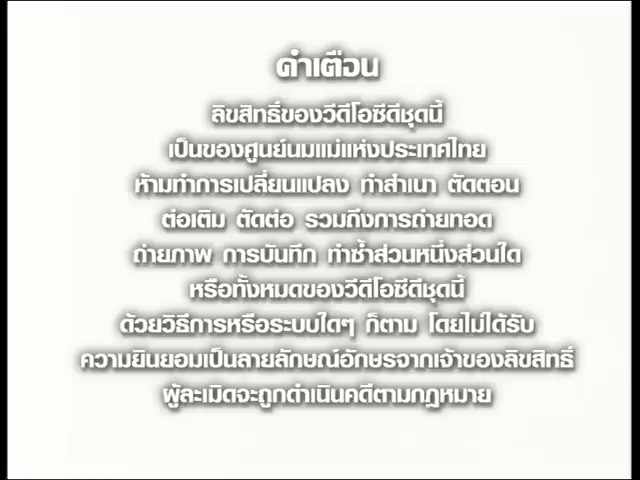 คำเตือน
ลิขสิทธิ์ของวีดีโอซีดีชุดนี้
เป็นของศูนย์นมแม่แห่งประเทศไทย
ห้ามทำการเปลี่ยนแปลง ทำสำเนา ตัดตอน
ต่อเติม ตัดต่อ รวมถึงการถ่ายทอด
ถ่ายภาพ การบันทึก ทำซ้ำส่วนหนึ่งส่วนใด
หรือทั้งหมดของวีดีโอซีดีชุดนี้
ด้วยวิธีการหรือระบบใดๆ ก็ตาม โดยไม่ได้รับ
ความยินยอมเป็นลายลักษณ์อักษรจากเจ้าของลิขสิทธิ์
ผู้ละเมิดจะถูกดำเนินคดีตามกฎหมาย